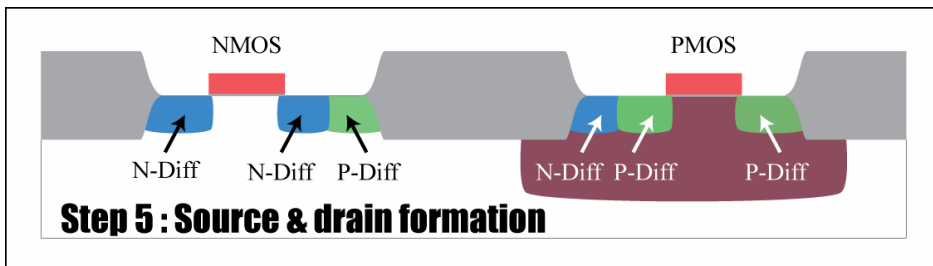 NMOS
PMOS
N-Diff
N-Diff
P-Diff
N-Diff
P-Diff
P-Diff
Step 5 : Source & drain formation